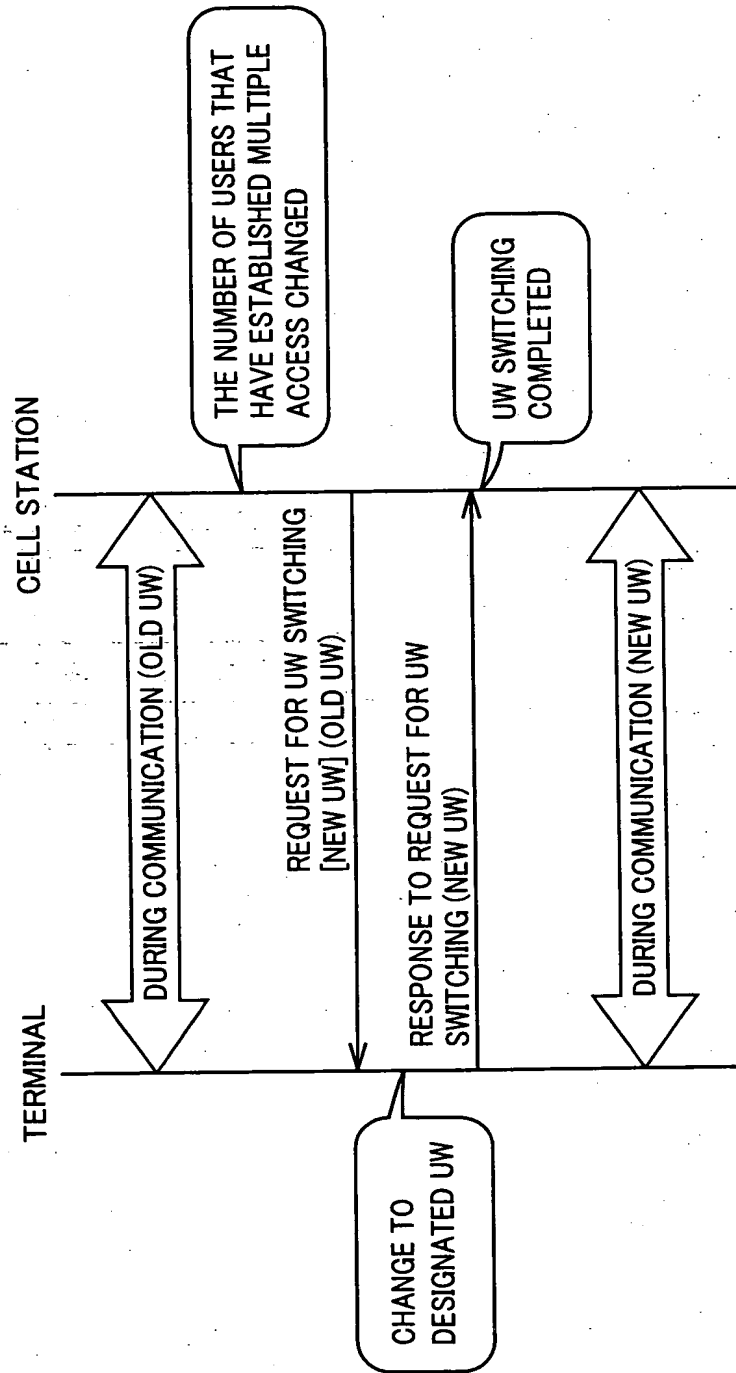 TERMINAL
CELL STATION
DURING COMMUNICATION (OLD UW)
THE NUMBER OF USERS THAT
HAVE ESTABLISHED MULTIPLE
ACCESS CHANGED
REQUEST FOR UW SWITCHING
[NEW UW] (OLD UW)
CHANGE TO
DESIGNATED UW
RESPONSE TO REQUEST FOR UW
SWITCHING (NEW UW)
UW SWITCHING
COMPLETED
DURING COMMUNICATION (NEW UW)